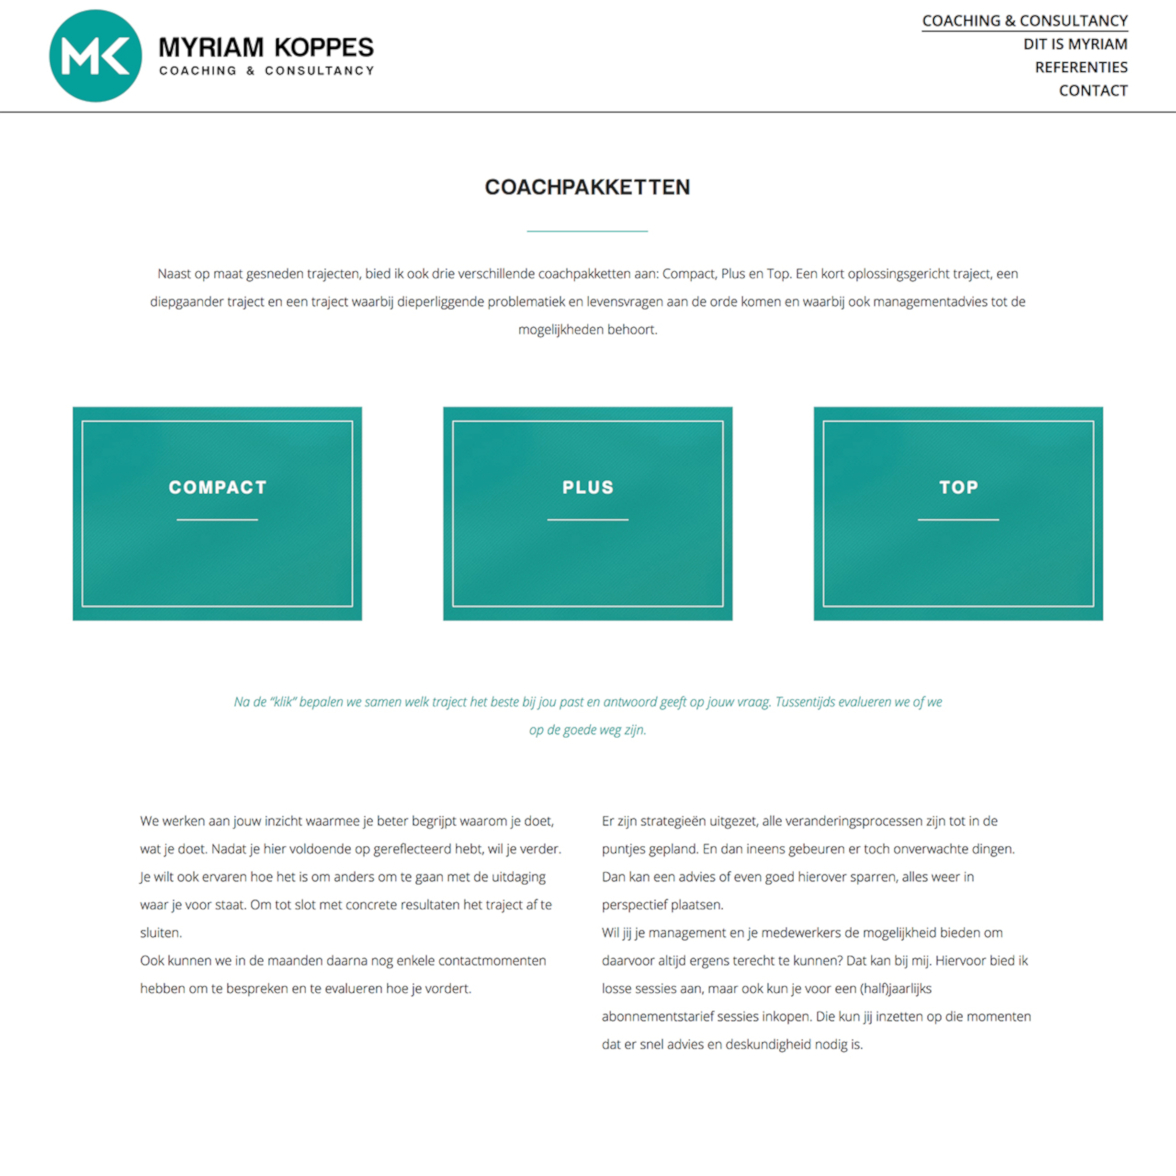 MK
MYRIAM KOPPES
COACHING & CONSULTANCY
COACHING & CONSULTANCY
DIT IS MYRIAM
REFERENTIES
CONTACT
COACHPAKKETTEN
Naast op maat gesneden trajecten, bied ik ook drie verschillende coachpakketten aan: Compact, Plus en Top. Een kort oplossingsgericht traject, een
diepgaander traject en een traject waarbij dieperliggende problematiek en levensvragen aan de orde komen en waarbij ook managementadvies tot de
mogelijkheden behoort.
COMPACT
PLUS
TOP
Na de “klik” bepalen we samen welk traject het beste bij jou past en antwoord geeft op jouw vraag. Tussentijds evalueren we of we
op de goede weg zijn.
We werken aan jouw inzicht waarmee je beter begrijpt waarom je doet,
wat je doet. Nadat je hier voldoende op gereflecteerd hebt, wil je verder.
Je wilt ook ervaren hoe het is om anders om te gaan met de uitdaging
waar je voor staat. Om tot slot met concrete resultaten het traject af te
sluiten.
Ook kunnen we in de maanden daarna nog enkele contactmomenten
hebben om te bespreken en te evalueren hoe je vordert.
Er zijn strategieën uitgezet, alle veranderingsprocessen zijn tot in de
puntjes gepland. En dan ineens gebeuren er toch onverwachte dingen.
Dan kan een advies of even goed hierover sparren, alles weer in
perspectief plaatsen.
Wil jij je management en je medewerkers de mogelijkheid bieden om
daarvoor altijd ergens terecht te kunnen? Dat kan bij mij. Hiervoor bied ik
losse sessies aan, maar ook kun je voor een (half)jaarlijks
abonnementstarief sessies inkopen. Die kun jij inzetten op die momenten
dat er snel advies en deskundigheid nodig is.